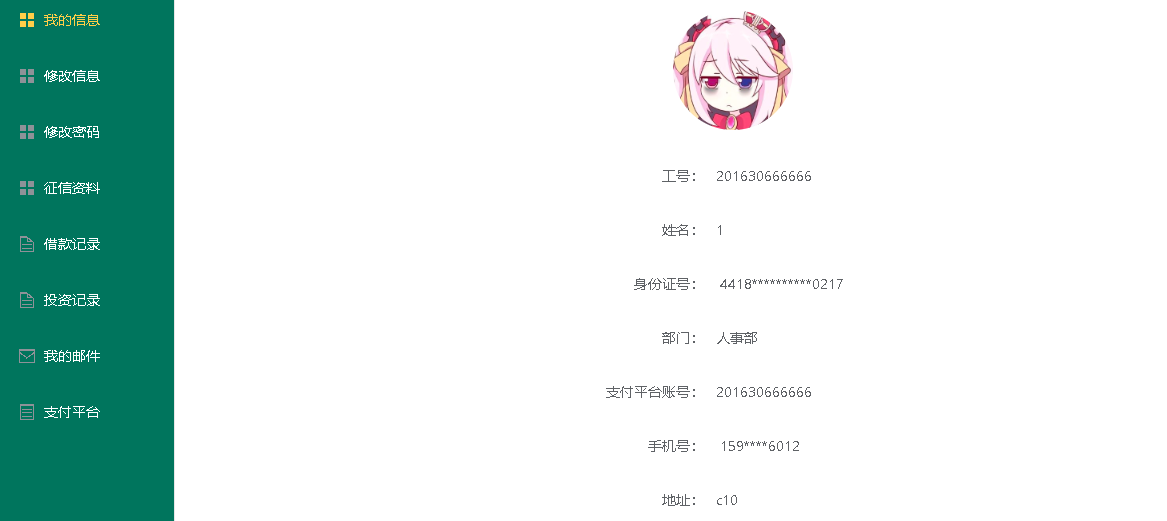 我的信息
修改信息
修改密码
征信资料
借款记录
投资记录
我的邮件
支付平台
工号： 201630666666
姓名： 1
身份证号： 4418**********0217
部门： 人事部
支付平台账号： 201630666666
手机号： 159****6012
地址： c10